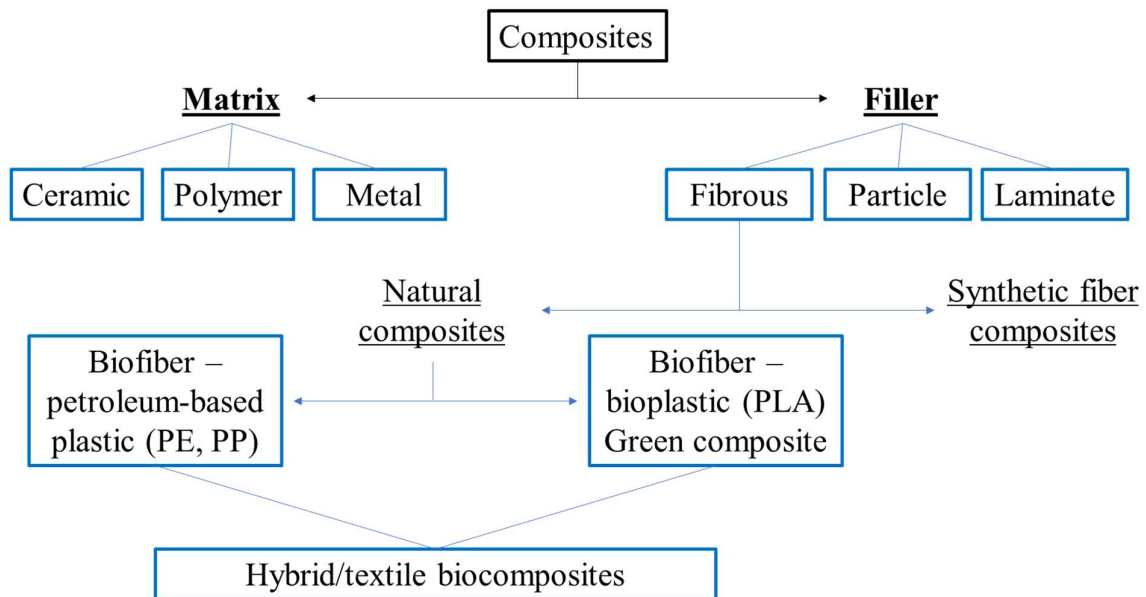 Composites
Matrix
Filler
Ceramic
Polymer
Metal
Fibrous
Particle
Laminate
Natural
composites
Synthetic fiber
composites
Biofiber –
petroleum-based
plastic (PE, PP)
Biofiber –
bioplastic (PLA)
Green composite
Hybrid/textile biocomposites